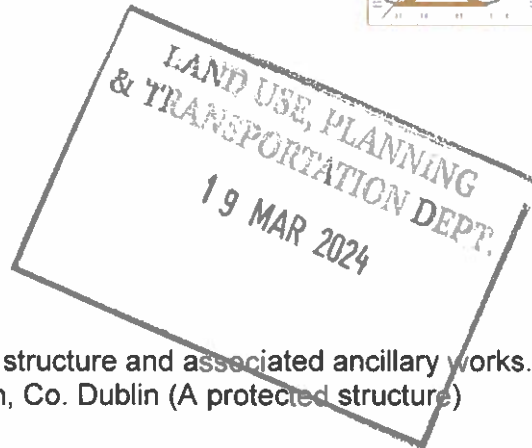 LAND USE, PLANNING
& TRANSPORTATION DEPT.
19 MAR 2024
structure and associated ancillary works.
n, Co. Dublin (A protected structure)